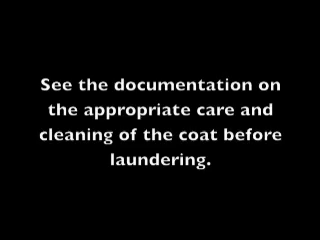 See the documentation on
the appropriate care and
cleaning of the coat before
laundering.